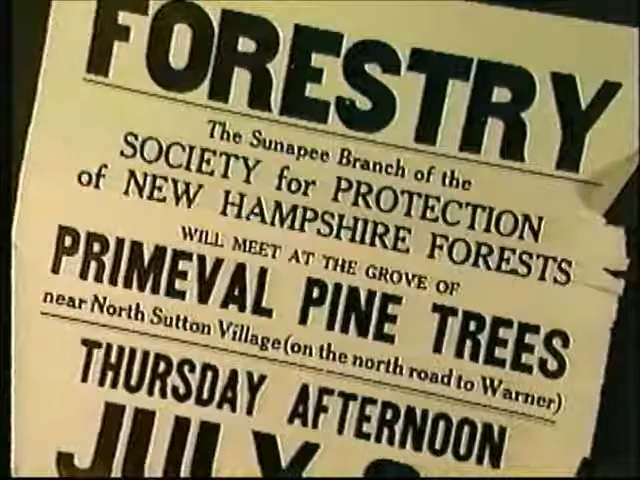 FORESTRY
The Sunapee Branch of the
SOCIETY for PROTECTION
of NEW HAMPSHIRE FORESTS
WILL MEET AT THE GROVE OF
PRIMEVAL PINE TREES
near North Sutton Village (on the north road to Warner)
THURSDAY AFTERNOON
JULY